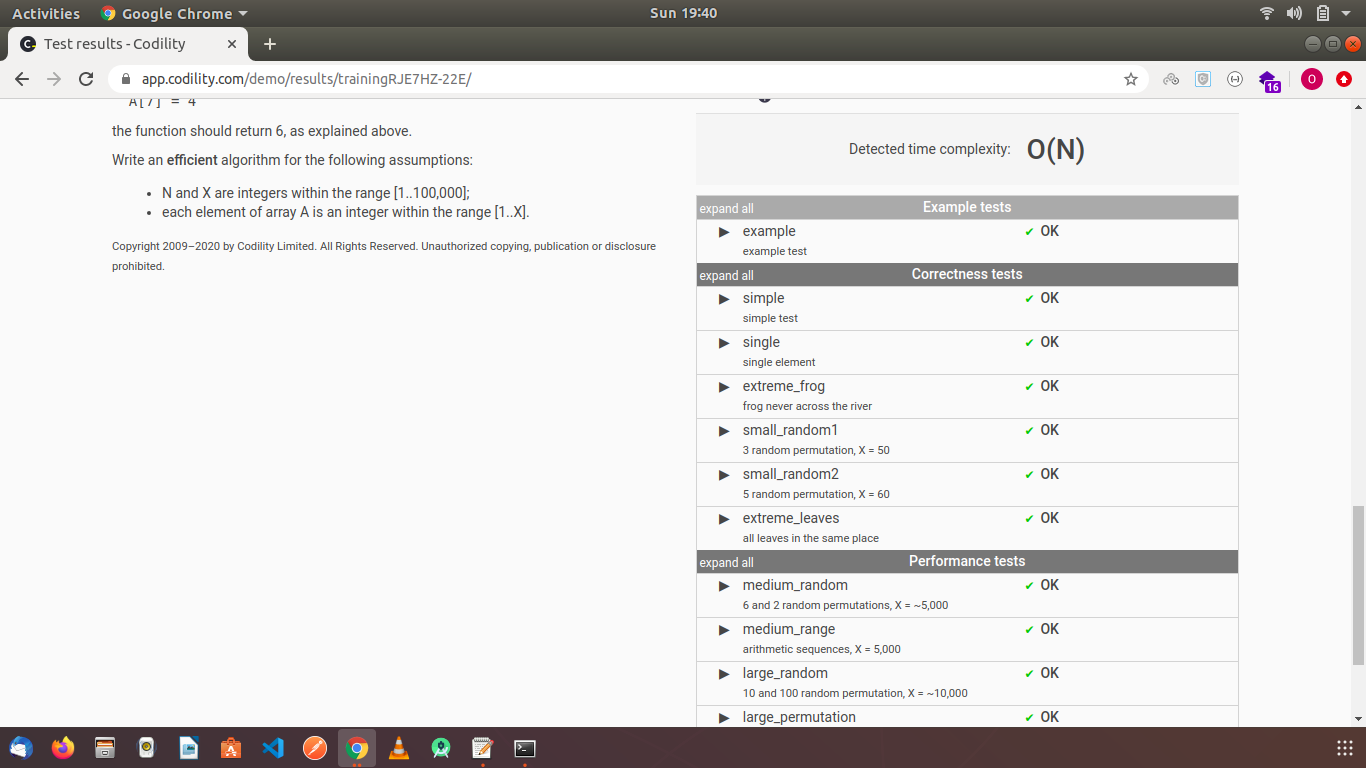 Activities
Google Chrome
Sun 19:40
Test results - Codility
app.codility.com/demo/results/trainingRJE7HZ-22E/
16
O
A[7] = 4
the function should return 6, as explained above.
Write an efficient algorithm for the following assumptions:
• N and X are integers within the range [1..100,000];
• each element of array A is an integer within the range [1..X].
Copyright 2009–2020 by Codility Limited. All Rights Reserved. Unauthorized copying, publication or disclosure
prohibited.
Detected time complexity: O(N)
expand all Example tests
▶ example ✔ OK
example test
expand all Correctness tests
▶ simple ✔ OK
simple test
▶ single ✔ OK
single element
▶ extreme_frog ✔ OK
frog never across the river
▶ small_random1 ✔ OK
3 random permutation, X = 50
▶ small_random2 ✔ OK
5 random permutation, X = 60
▶ extreme_leaves ✔ OK
all leaves in the same place
expand all Performance tests
▶ medium_random ✔ OK
6 and 2 random permutations, X = ~5,000
▶ medium_range ✔ OK
arithmetic sequences, X = 5,000
▶ large_random ✔ OK
10 and 100 random permutation, X = ~10,000
▶ large_permutation ✔ OK